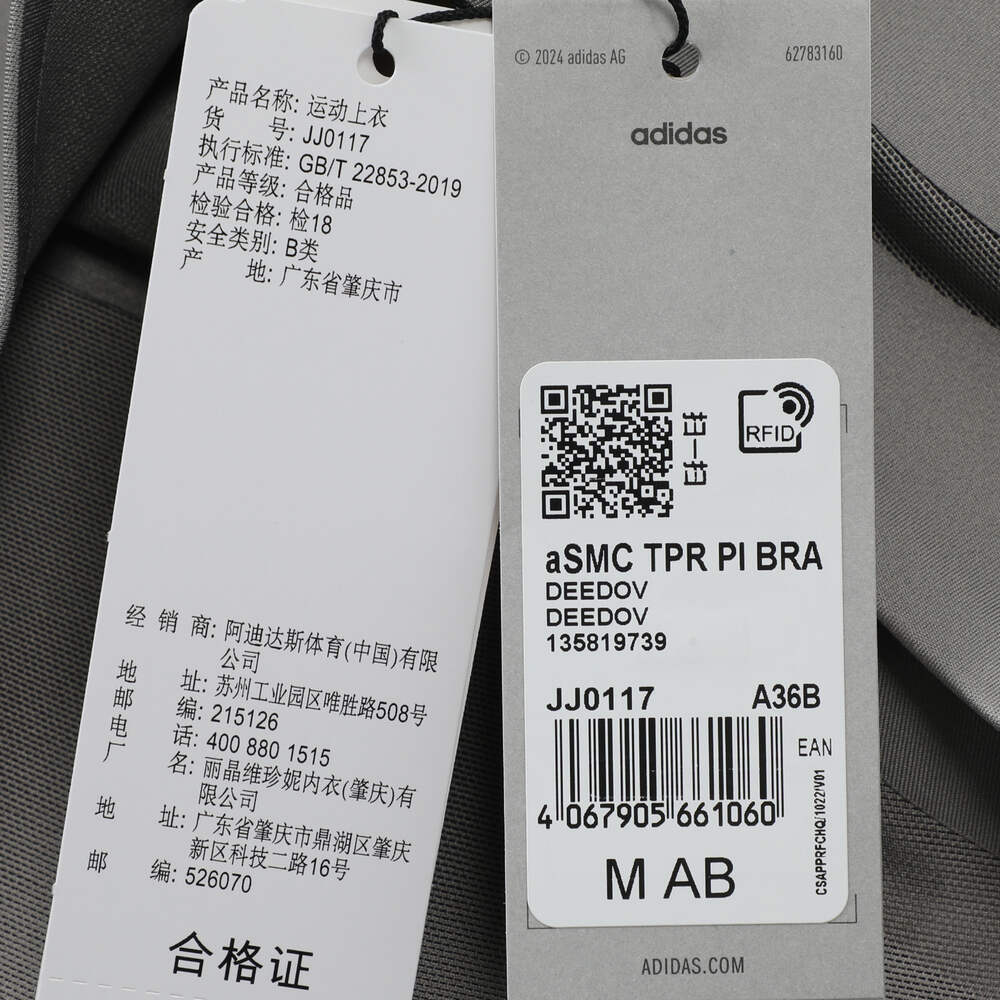 产品名称: 运动上衣
货 号: JJ0117
执行标准: GB/T 22853-2019
产品等级: 合格品
检验合格: 检18
安全类别: B类
产 地: 广东省肇庆市
经 销 商: 阿迪达斯体育(中国)有限
公司
地 址: 苏州工业园区唯胜路508号
邮 编: 215126
电 话: 400 880 1515
厂 名: 丽晶维珍妮内衣(肇庆)有
限公司
地 址: 广东省肇庆市鼎湖区肇庆
新区科技二路16号
邮 编: 526070
合格证
© 2024 adidas AG
62783160
adidas
扫一扫
RFID
aSMC TPR PI BRA
DEEDOV
DEEDOV
135819739
JJ0117 A36B
EAN
4 067905 661060
CSAPPRFCHQ/1022/V01
M AB
ADIDAS.COM